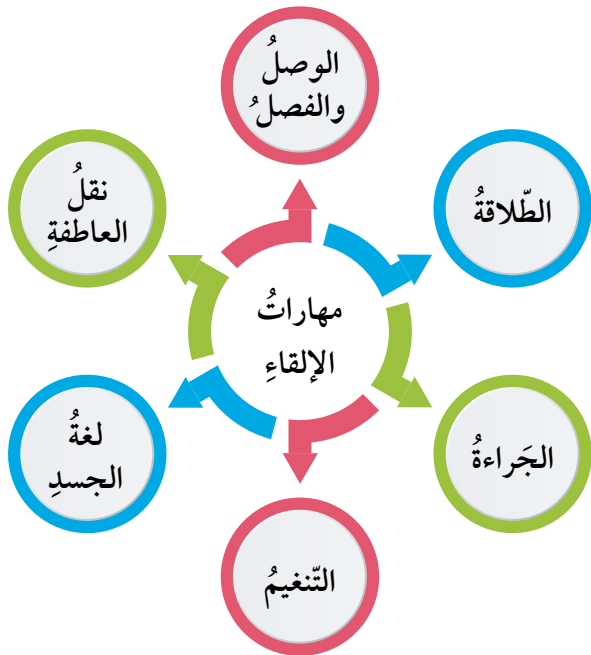 الوصلُ
والفصلُ
الطّلاقةُ
نقلُ
العاطفةِ
مهاراتُ
الإلقاءِ
الجَراءةُ
لغةُ
الجسدِ
التّنغيمُ